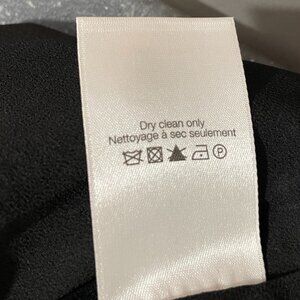 Dry clean only
Nettoyage à sec seulement
P